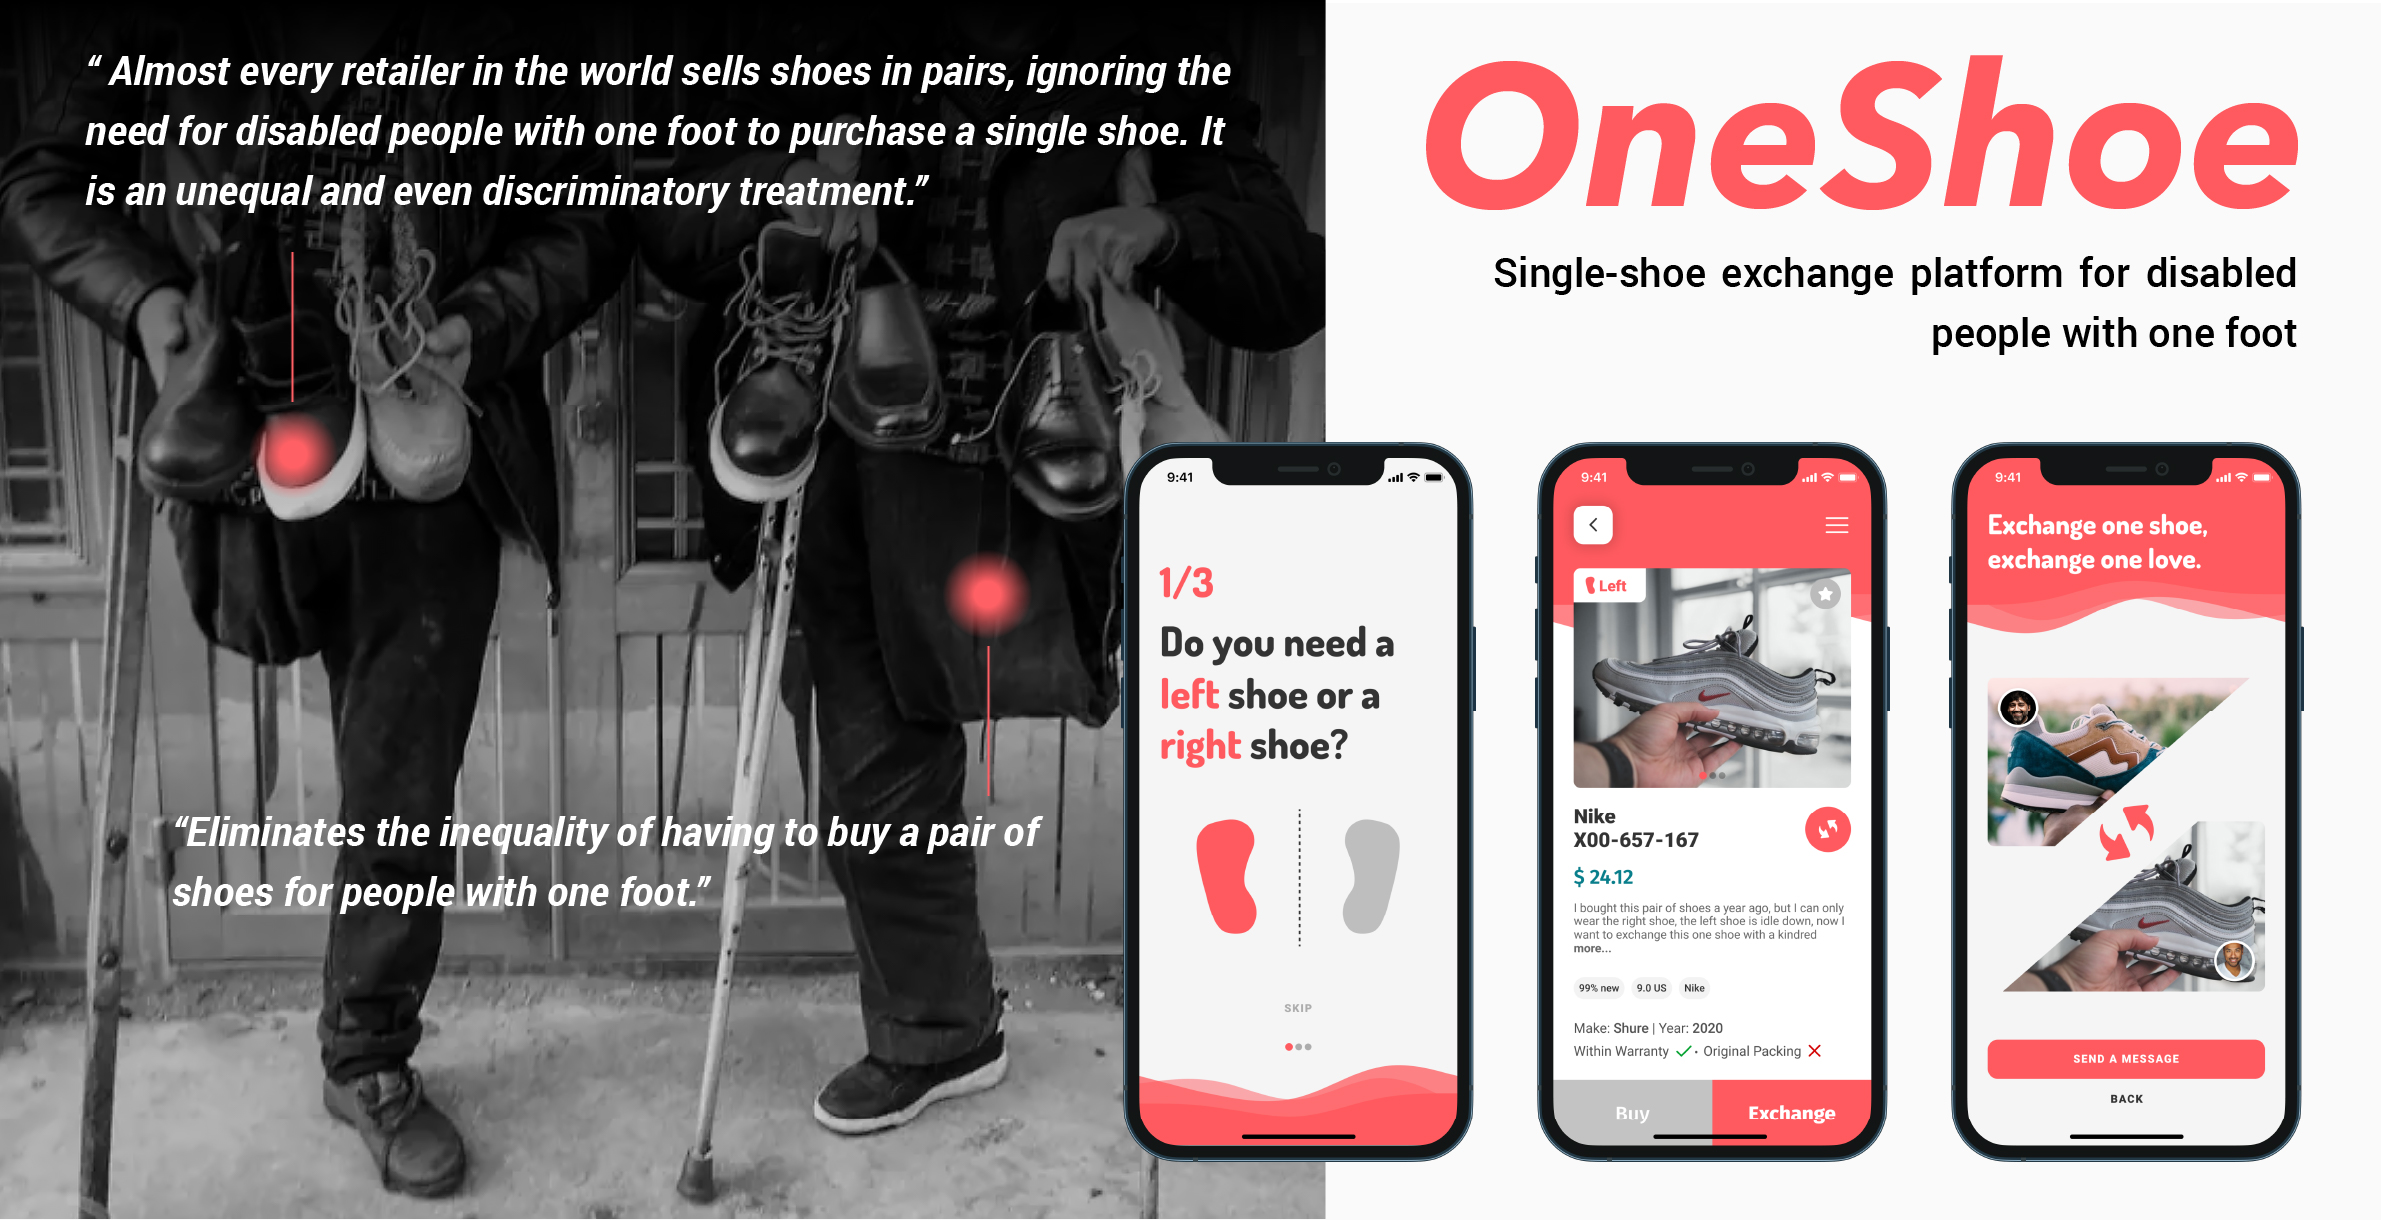 “ Almost every retailer in the world sells shoes in pairs, ignoring the
need for disabled people with one foot to purchase a single shoe. It
is an unequal and even discriminatory treatment.”
“Eliminates the inequality of having to buy a pair of
shoes for people with one foot.”
OneShoe
Single-shoe exchange platform for disabled
people with one foot
9:41
1/3
Do you need a
left shoe or a
right shoe?
SKIP
9:41
Left
Nike
X00-657-167
$ 24.12
I bought this pair of shoes a year ago, but I can only
wear the right shoe, the left shoe is idle down, now I
want to exchange this one shoe with a kindred
more...
99% new 9.0 US Nike
Make: Shure | Year: 2020
Within Warranty · Original Packing
Buy Exchange
9:41
Exchange one shoe,
exchange one love.
SEND A MESSAGE
BACK